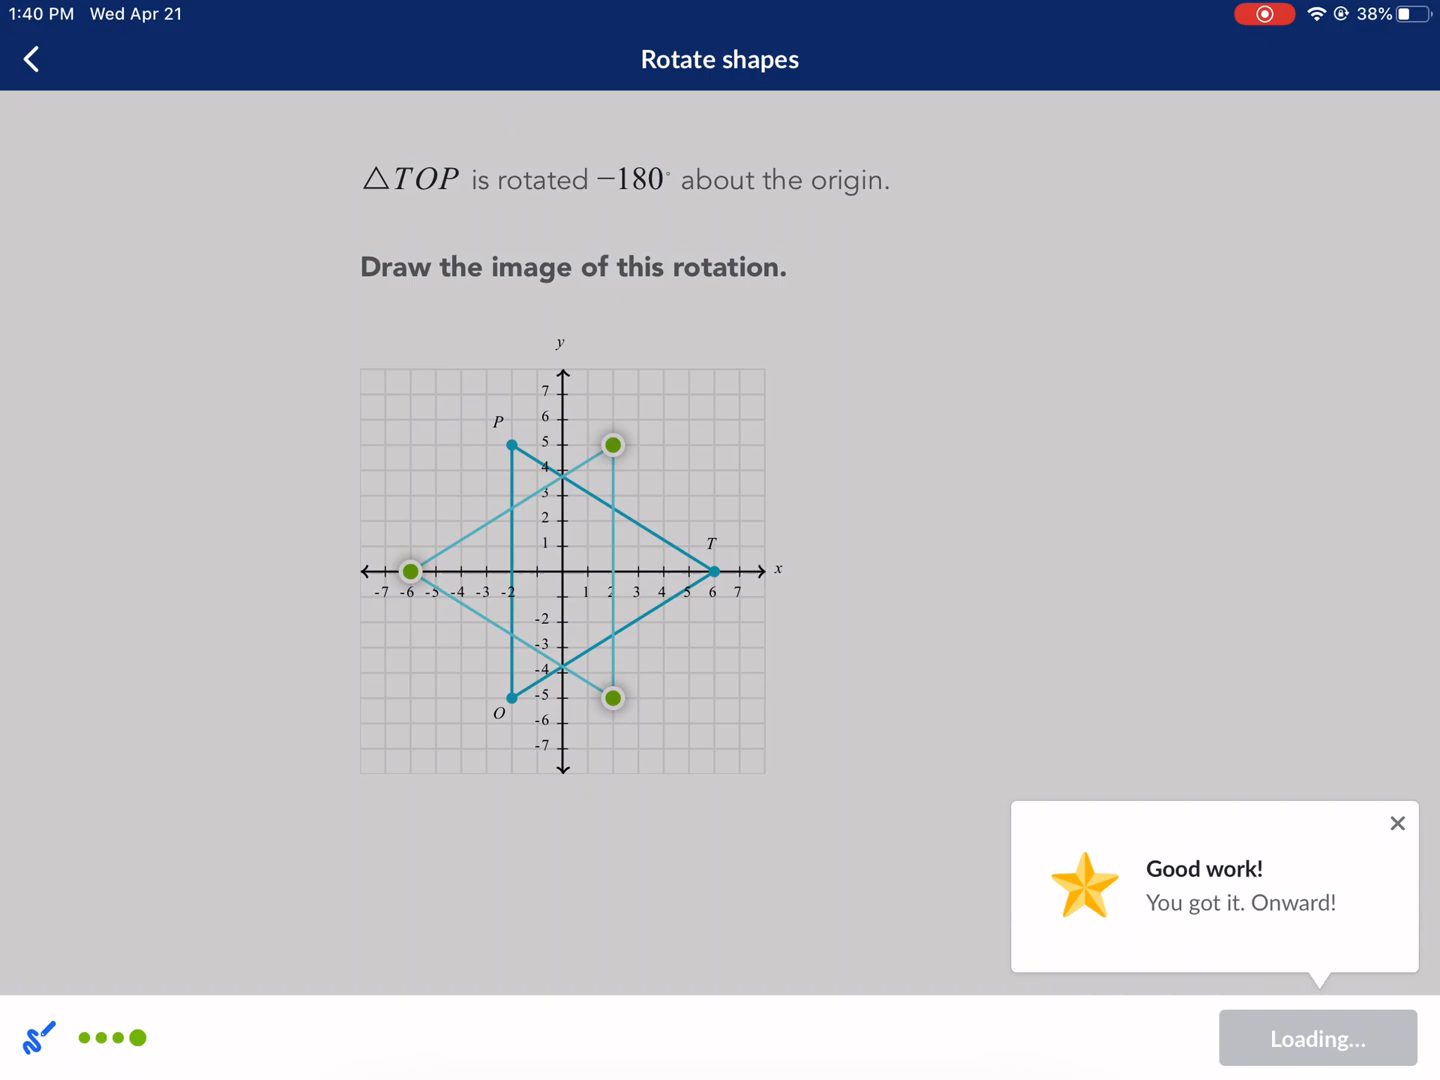 1:40 PM Wed Apr 21
38%
Rotate shapes
△TOP is rotated −180° about the origin.
Draw the image of this rotation.
y
7
P
6
5
4
3
2
1
T
x
-7 -6 -5 -4 -3 -2 1 2 3 4 5 6 7
-2
-3
-4
-5
O
-6
-7
Good work!
You got it. Onward!
Loading...